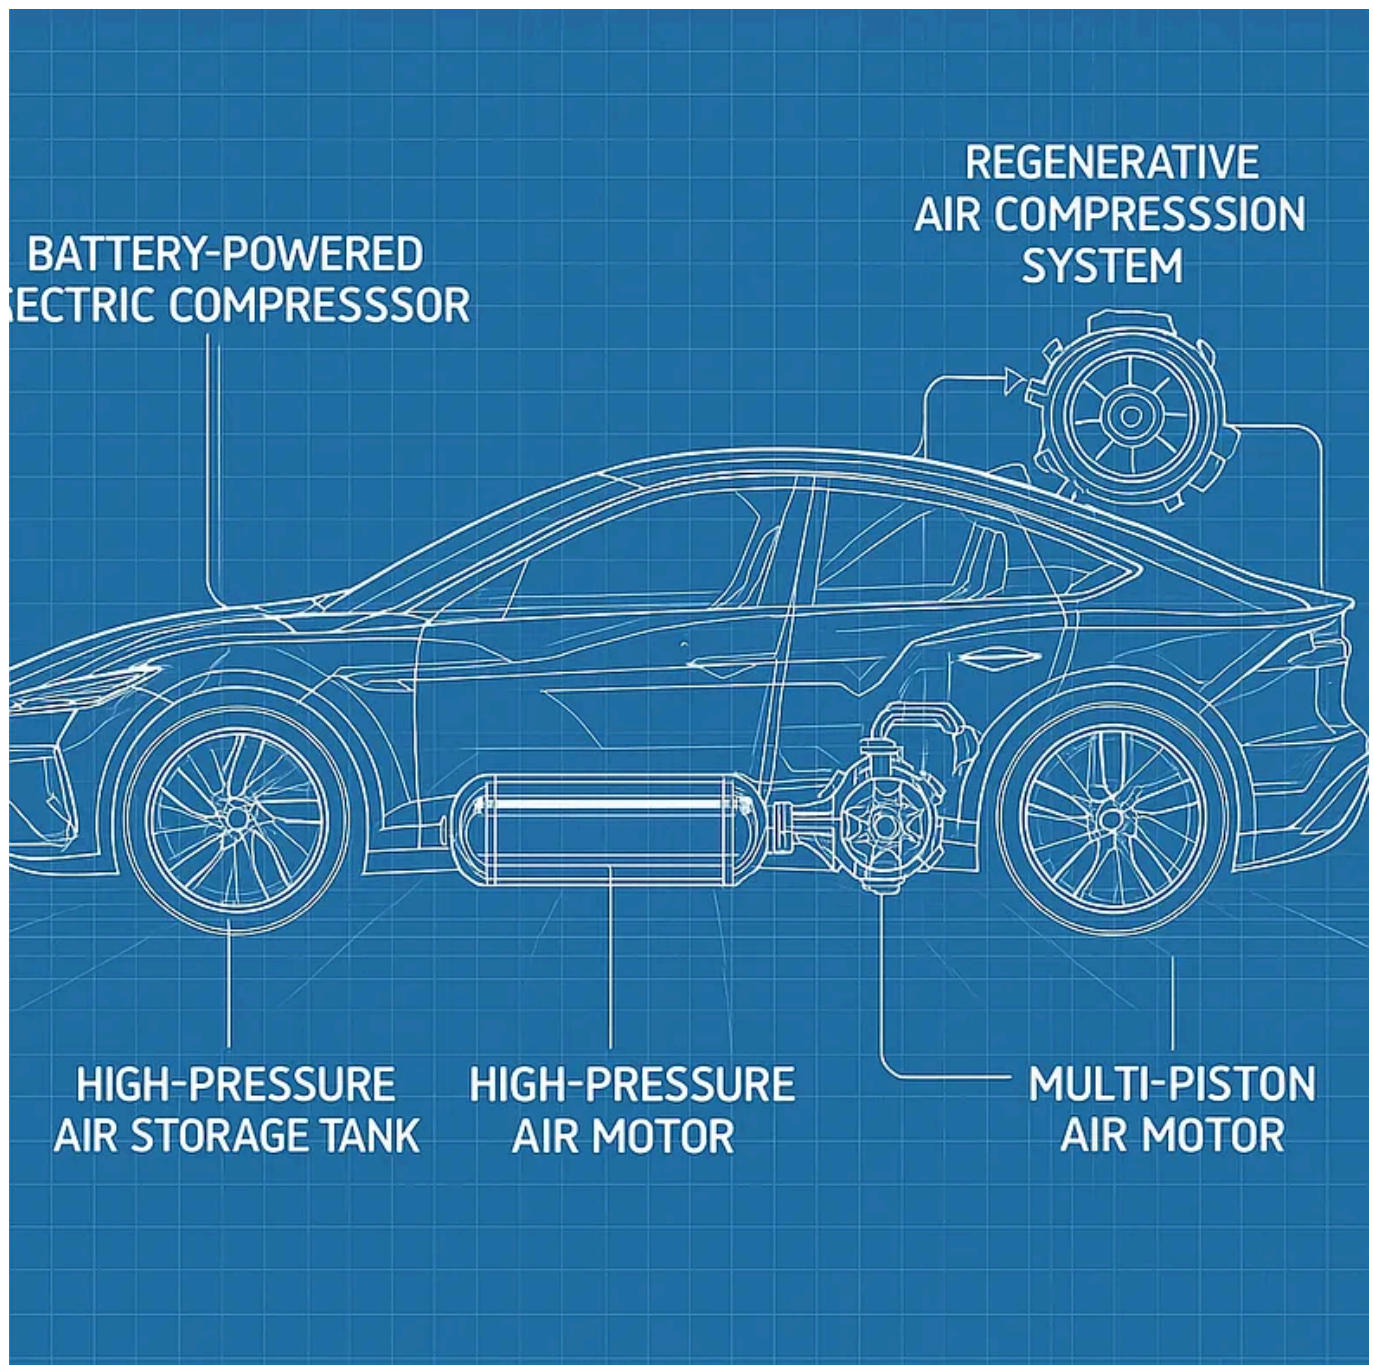 REGENERATIVE
AIR COMPRESSSION
SYSTEM
BATTERY-POWERED
COMPRESSSOR
HIGH-PRESSURE
AIR STORAGE TANK
HIGH-PRESSURE
AIR MOTOR
MULTI-PISTON
AIR MOTOR